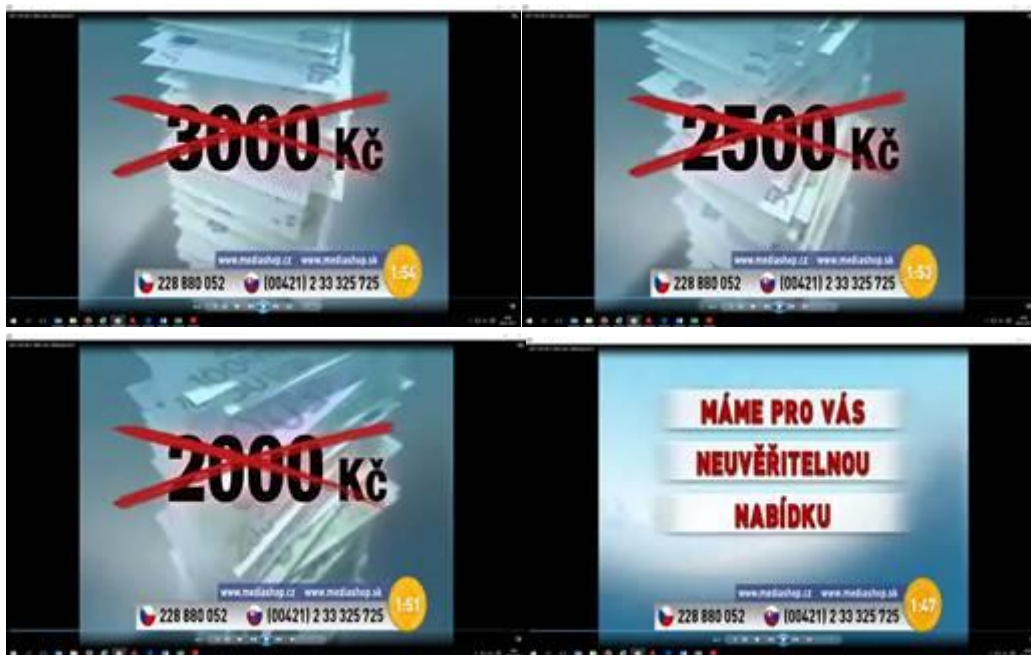 3000 Kč
www.mediashop.cz www.mediashop.sk
228 880 052 (00421) 2 33 325 725
1:54
2500 Kč
www.mediashop.cz www.mediashop.sk
228 880 052 (00421) 2 33 325 725
1:53
2000 Kč
www.mediashop.cz www.mediashop.sk
228 880 052 (00421) 2 33 325 725
1:51
MÁME PRO VÁS
NEUVĚŘITELNOU
NABÍDKU
www.mediashop.cz www.mediashop.sk
228 880 052 (00421) 2 33 325 725
1:47